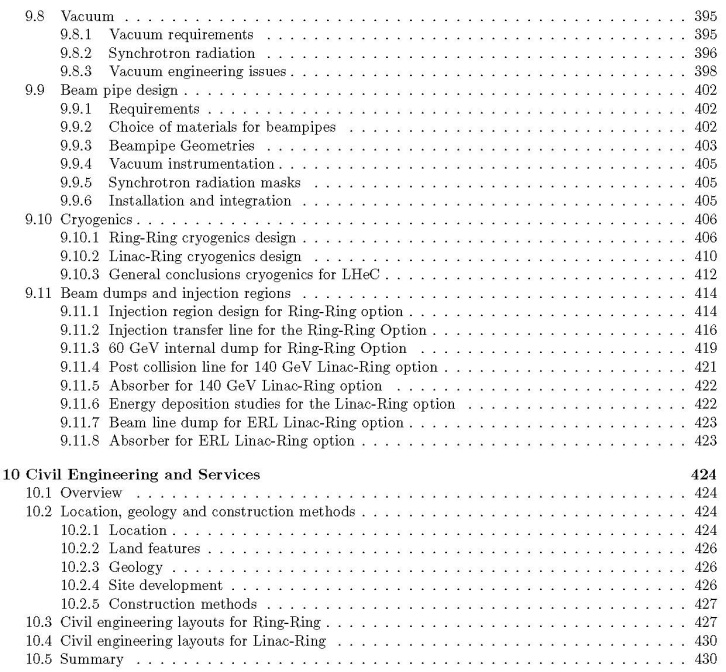 9.8 Vacuum . . . . . . . . . . . . . . . . . . . . 395
9.8.1 Vacuum requirements . . . . . . . . . . . . . . . . . . . . 395
9.8.2 Synchrotron radiation . . . . . . . . . . . . . . . . . . . . 396
9.8.3 Vacuum engineering issues . . . . . . . . . . . . . . . . . . . . 398
9.9 Beam pipe design . . . . . . . . . . . . . . . . . . . . 402
9.9.1 Requirements . . . . . . . . . . . . . . . . . . . . 402
9.9.2 Choice of materials for beampipes . . . . . . . . . . . . . . . . . . . . 402
9.9.3 Beampipe Geometries . . . . . . . . . . . . . . . . . . . . 403
9.9.4 Vacuum instrumentation . . . . . . . . . . . . . . . . . . . . 405
9.9.5 Synchrotron radiation masks . . . . . . . . . . . . . . . . . . . . 405
9.9.6 Installation and integration . . . . . . . . . . . . . . . . . . . . 405
9.10 Cryogenics . . . . . . . . . . . . . . . . . . . . 406
9.10.1 Ring-Ring cryogenics design . . . . . . . . . . . . . . . . . . . . 406
9.10.2 Linac-Ring cryogenics design . . . . . . . . . . . . . . . . . . . . 410
9.10.3 General conclusions cryogenics for LHeC . . . . . . . . . . . . . . . . . . . . 412
9.11 Beam dumps and injection regions . . . . . . . . . . . . . . . . . . . . 414
9.11.1 Injection region design for Ring-Ring option . . . . . . . . . . . . . . . . . . . . 414
9.11.2 Injection transfer line for the Ring-Ring Option . . . . . . . . . . . . . . . . . . . . 416
9.11.3 60 GeV internal dump for Ring-Ring Option . . . . . . . . . . . . . . . . . . . . 419
9.11.4 Post collision line for 140 GeV Linac-Ring option . . . . . . . . . . . . . . . . . . . . 421
9.11.5 Absorber for 140 GeV Linac-Ring option . . . . . . . . . . . . . . . . . . . . 422
9.11.6 Energy deposition studies for the Linac-Ring option . . . . . . . . . . . . . . . . . . . . 422
9.11.7 Beam line dump for ERL Linac-Ring option . . . . . . . . . . . . . . . . . . . . 423
9.11.8 Absorber for ERL Linac-Ring option . . . . . . . . . . . . . . . . . . . . 423
10 Civil Engineering and Services 424
10.1 Overview . . . . . . . . . . . . . . . . . . . . 424
10.2 Location, geology and construction methods . . . . . . . . . . . . . . . . . . . . 424
10.2.1 Location . . . . . . . . . . . . . . . . . . . . 424
10.2.2 Land features . . . . . . . . . . . . . . . . . . . . 426
10.2.3 Geology . . . . . . . . . . . . . . . . . . . . 426
10.2.4 Site development . . . . . . . . . . . . . . . . . . . . 426
10.2.5 Construction methods . . . . . . . . . . . . . . . . . . . . 427
10.3 Civil engineering layouts for Ring-Ring . . . . . . . . . . . . . . . . . . . . 427
10.4 Civil engineering layouts for Linac-Ring . . . . . . . . . . . . . . . . . . . . 430
10.5 Summary . . . . . . . . . . . . . . . . . . . . 430